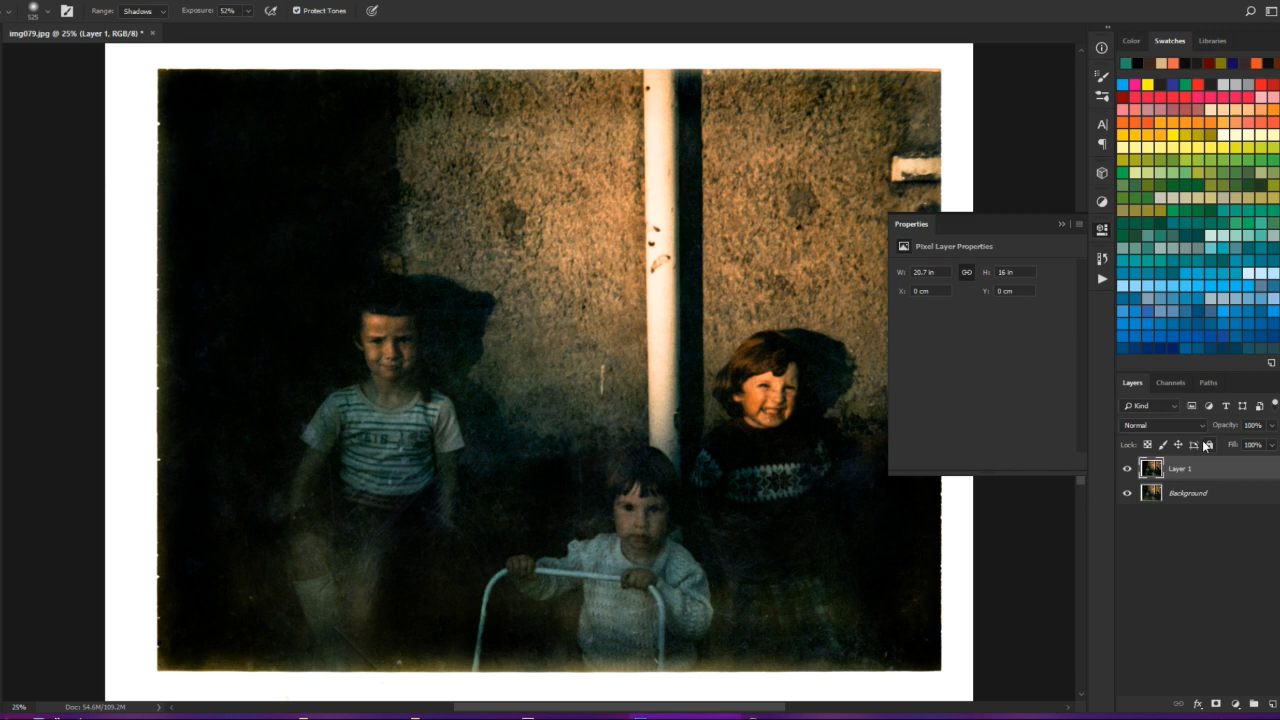 525
Range: Shadows
Exposure: 52%
Protect Tones
img079.jpg @ 25% (Layer 1, RGB/8) *
Color Swatches Libraries
Properties
Pixel Layer Properties
W: 20.7 in H: 16 in
X: 0 cm Y: 0 cm
Layers Channels Paths
Kind
Normal Opacity: 100%
Lock: Fill: 100%
Layer 1
Background
25% Doc: 54.6M/109.2M